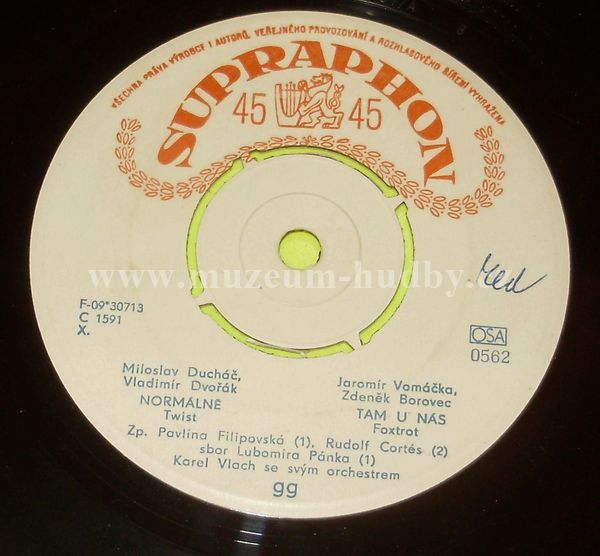 VŠECHNA PRÁVA VÝROBCE I AUTORŮ, VEŘEJNÉHO PROVOZOVÁNÍ A ROZHLASOVÉHO ŠÍŘENÍ VYHRAŽENA
SUPRAPHON
45 45
www.muzeum-hudby.cz
F-09*30713
C 1591
X.
OSA
0562
Miloslav Ducháč,
Vladimír Dvořák
NORMÁLNĚ
Twist
Jaromír Vomáčka,
Zdeněk Borovec
TAM U NÁS
Foxtrot
Zp. Pavlína Filipovská (1), Rudolf Cortés (2)
sbor Lubomíra Pánka (1)
Karel Vlach se svým orchestrem
gg